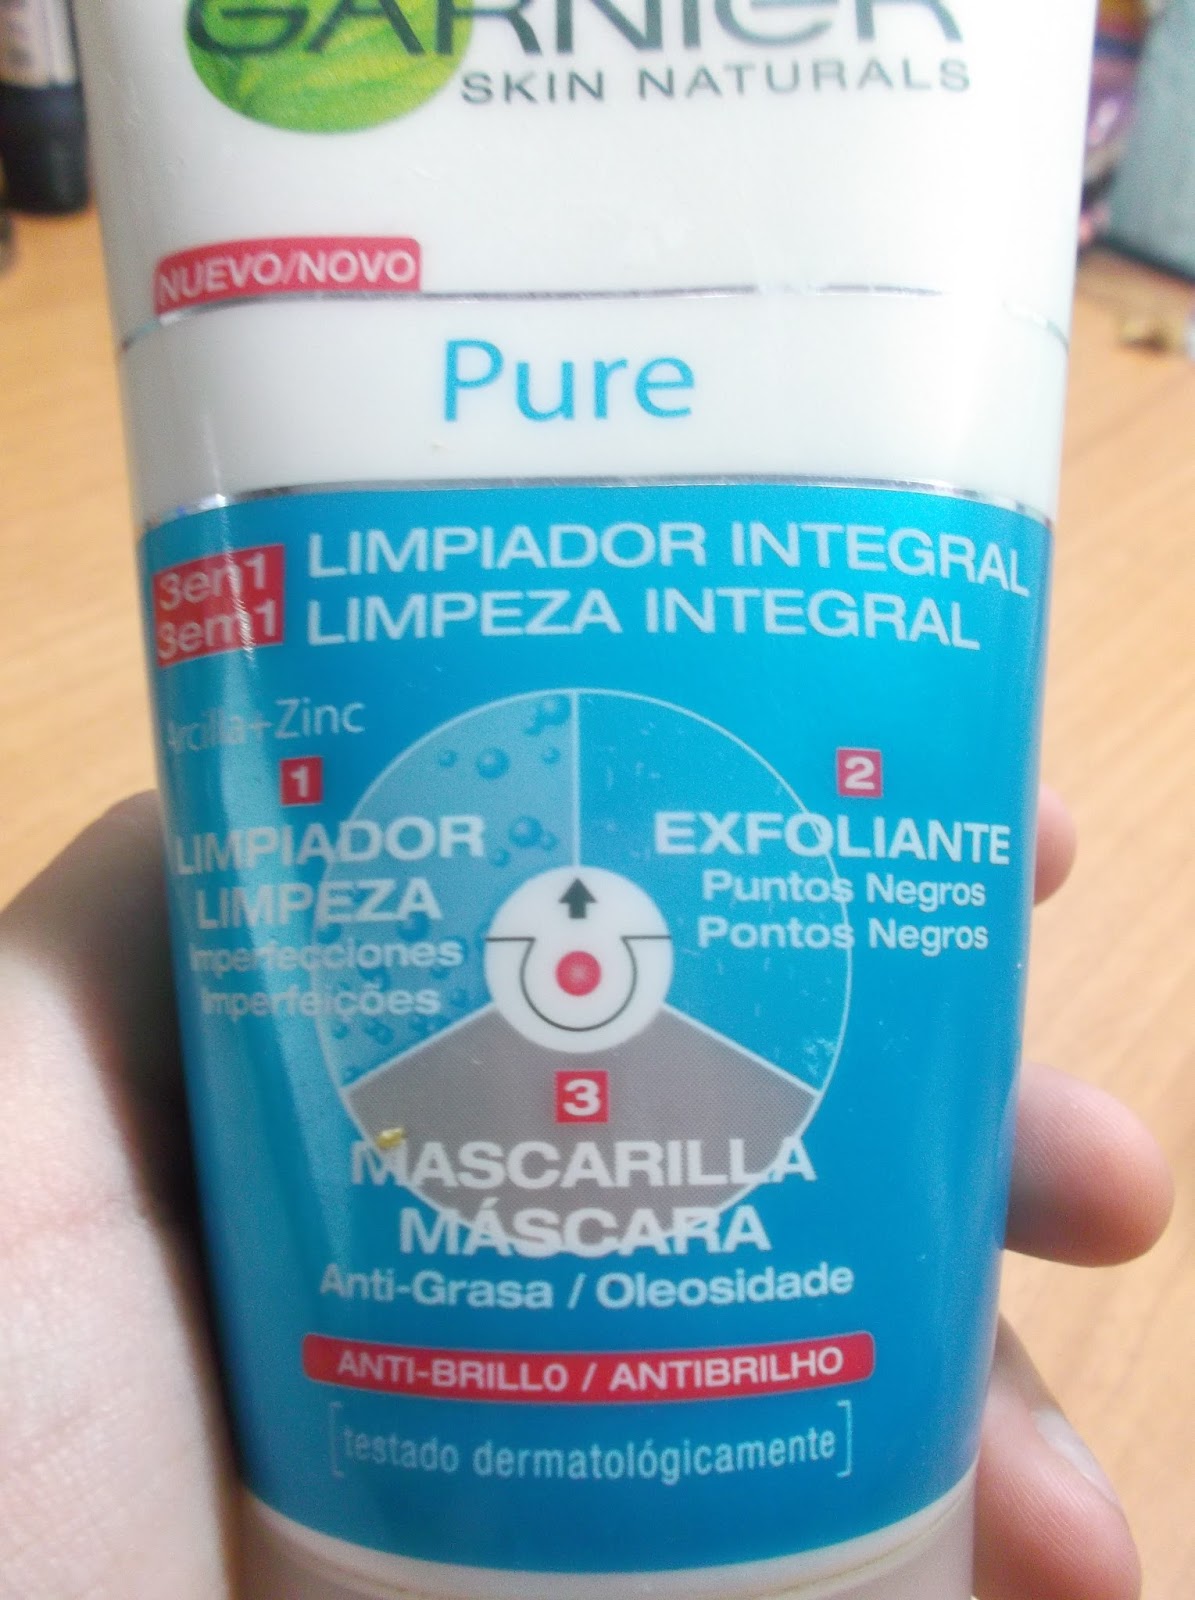 GARNIER
SKIN NATURALS
NUEVO/NOVO
Pure
3en1 LIMPIADOR INTEGRAL
3em1 LIMPEZA INTEGRAL
Arcilla+Zinc
1
LIMPIADOR
LIMPEZA
Imperfecciones
Imperfeições
2
EXFOLIANTE
Puntos Negros
Pontos Negros
3
MASCARILLA
MÁSCARA
Anti-Grasa / Oleosidade
ANTI-BRILLO / ANTIBRILHO
[testado dermatológicamente]